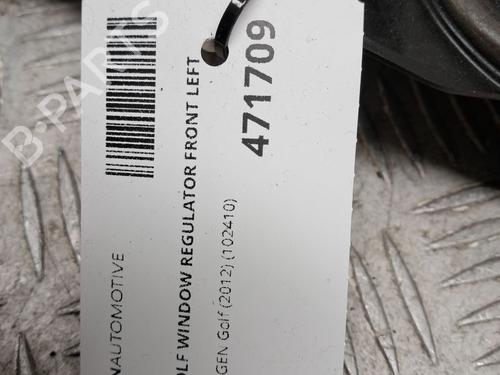 NAUTOMOTIVE
OLF WINDOW REGULATOR FRONT LEFT
GEN Golf (2012) (102410)
471709
B-PARTS